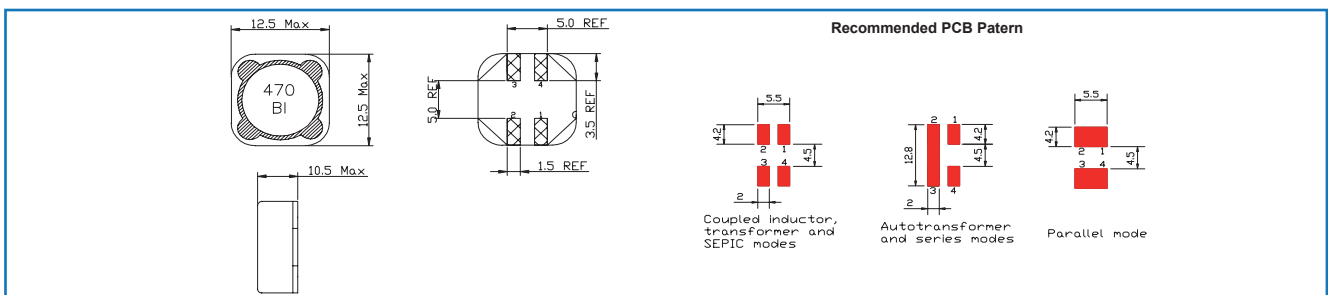 12.5 Max
12.5 Max
470
BI
5.0 REF
3 4
5.0 REF
3.5 REF
2 1
1.5 REF
10.5 Max
Recommended PCB Patern
5.5
4.2
2 1
3 4
4.5
2
Coupled inductor,
transformer and
SEPIC modes
2 1
12.8
4.2
4.5
3 4
2
Autotransformer
and series modes
5.5
4.2
2 1
3 4
4.5
Parallel mode